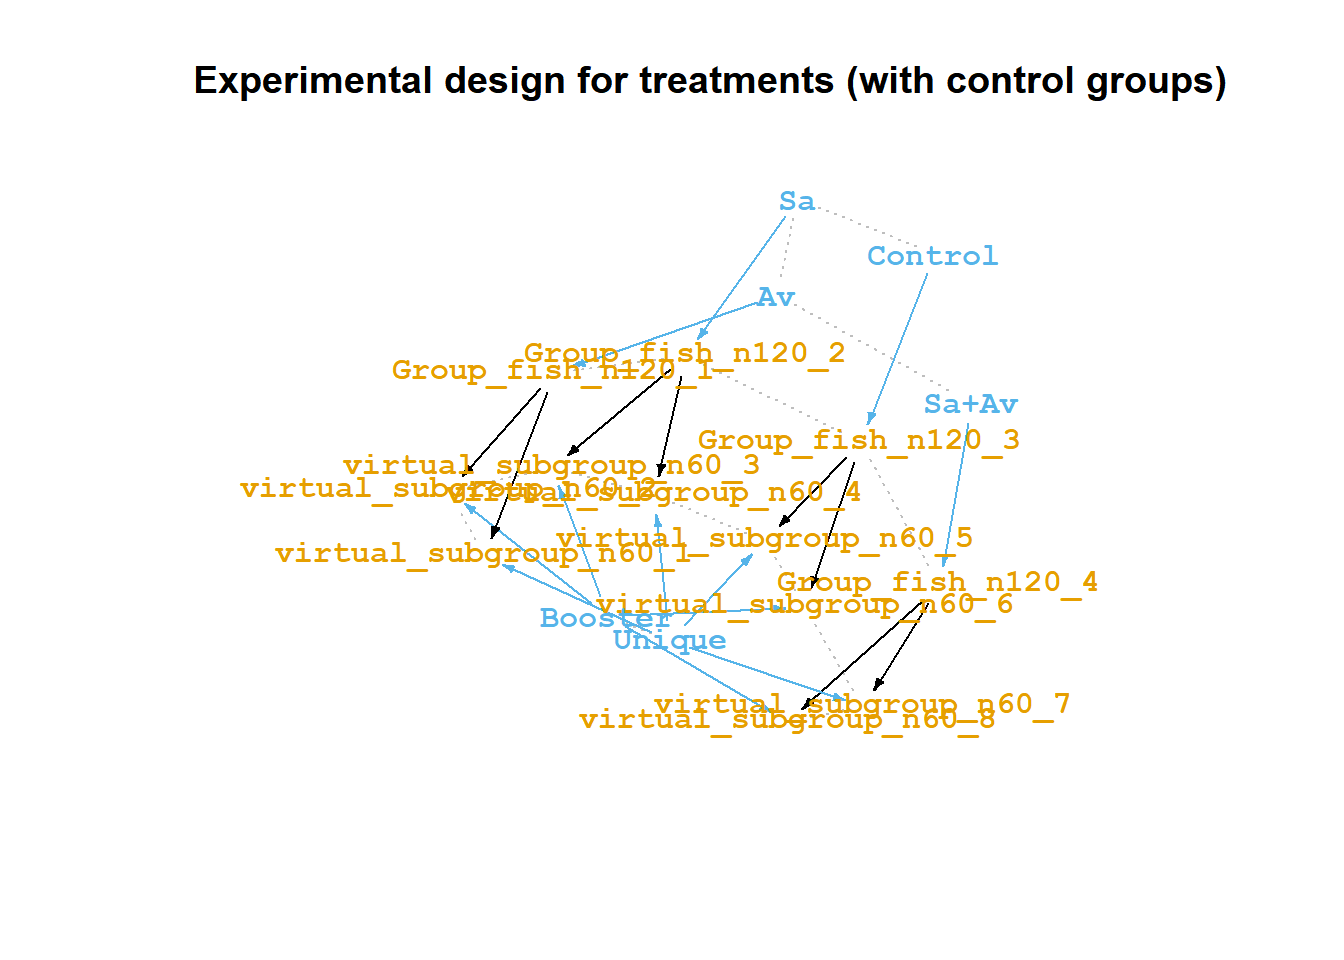 Experimental design for treatments (with control groups)
Sa
Control
Av
Group_fish_n120_2
Group_fish_n120_1
Sa+Av
Group_fish_n120_3
virtual_subgroup_n60_3
virtual_subgroup_n60_2
virtual_subgroup_n60_4
virtual_subgroup_n60_5
virtual_subgroup_n60_1
Group_fish_n120_4
virtual_subgroup_n60_6
Booster
Unique
virtual_subgroup_n60_7
virtual_subgroup_n60_8